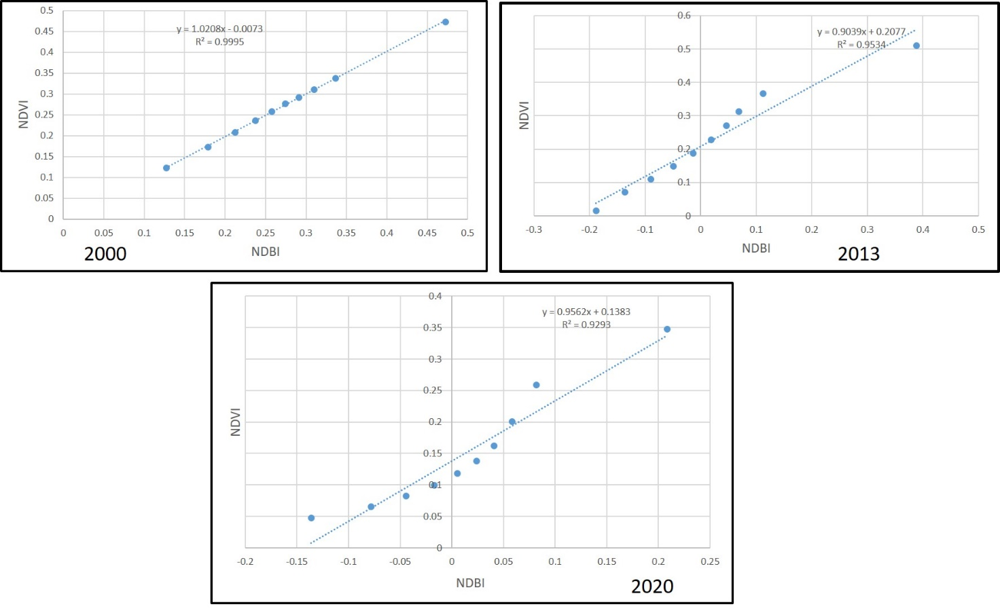 0.5
0.45
0.4
0.35
0.3
0.25
0.2
0.15
0.1
0.05
0
y = 1.0208x - 0.0073
R² = 0.9995
NDVI
0 0.05 0.1 0.15 0.2 0.25 0.3 0.35 0.4 0.45 0.5
NDBI
2000
0.6
0.5
0.4
0.3
0.2
0.1
0
y = 0.9039x + 0.2077
R² = 0.9534
NDVI
-0.3 -0.2 -0.1 0 0.1 0.2 0.3 0.4 0.5
NDBI
2013
0.4
0.35
0.3
0.25
0.2
0.15
0.1
0.05
0
y = 0.9562x + 0.1383
R² = 0.9293
NDVI
-0.2 -0.15 -0.1 -0.05 0 0.05 0.1 0.15 0.2 0.25
NDBI
2020